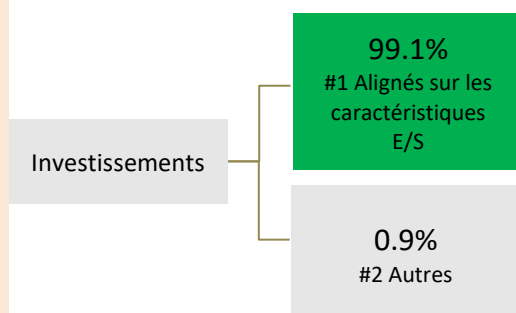 99.1%
#1 Alignés sur les
caractéristiques
E/S
Investissements
0.9%
#2 Autres